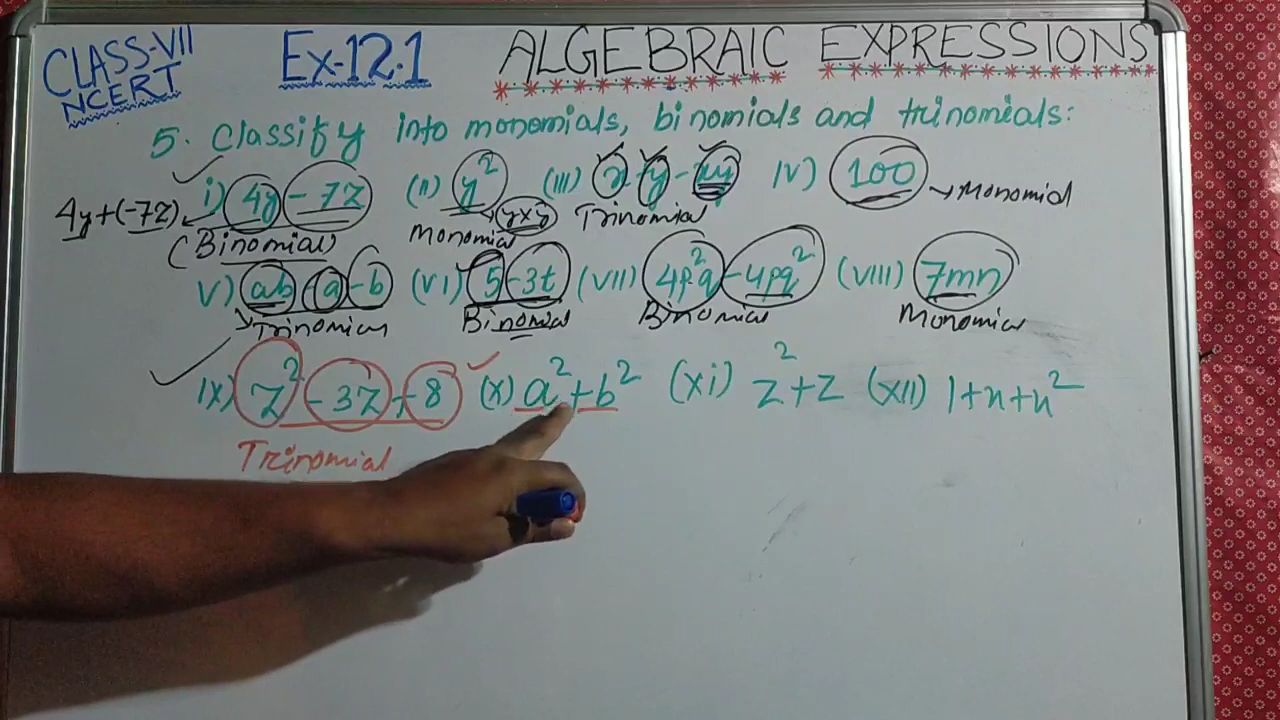 CLASS-VII NCERT Ex-12.1 ALGEBRAIC EXPRESSIONS
5. Classify into monomials, binomials and trinomials:
i) 4y - 7z (ii) y² (iii) x + y - xy iv) 100 → Monomial
4y+(-7z) (Binomial) Monomial (y×y) Trinomial
v) ab - a - b (vi) 5 - 3t (vii) 4p²q - 4pq² (viii) 7mn
Trinomial Binomial Binomial Monomial
ix) z² - 3z + 8 (x) a² + b² (xi) z² + z (xii) 1+x+x²
Trinomial